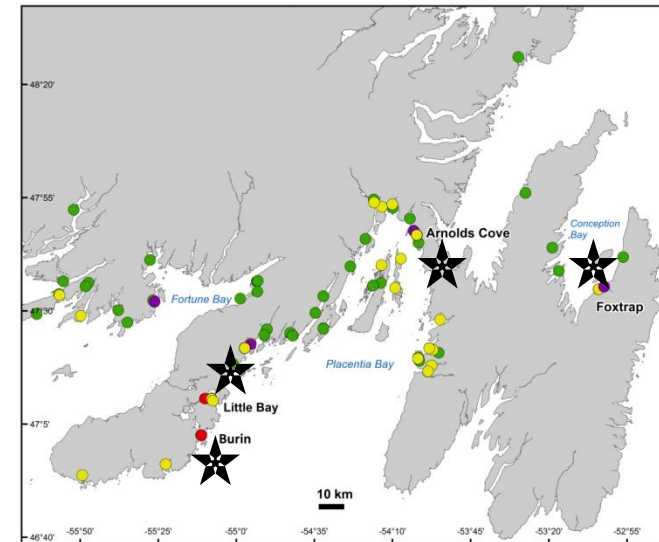 48°20'
47°55'
Arnolds Cove
Conception
Bay
Fortune Bay
47°30'
Foxtrap
Placentia Bay
Little Bay
47°5'
Burin
10 km
46°40'
-55°50' -55°25' -55°0' -54°35' -54°10' -53°45' -53°20' -52°55'